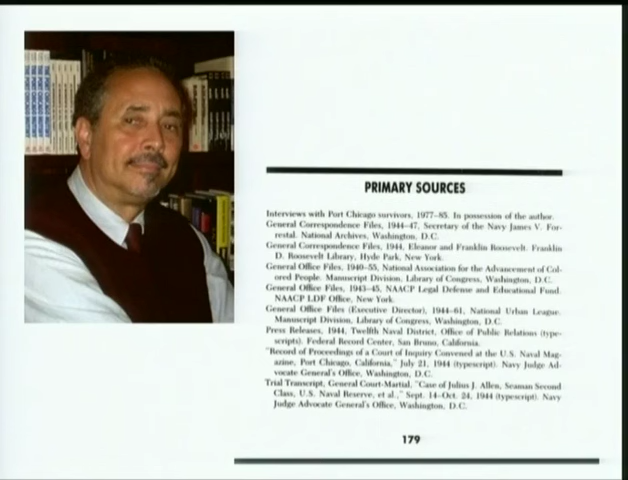 PRIMARY SOURCES
Interviews with Port Chicago survivors, 1977–85. In possession of the author.
General Correspondence Files, 1944–47, Secretary of the Navy James V. For-
restal. National Archives, Washington, D.C.
General Correspondence Files, 1944, Eleanor and Franklin Roosevelt. Franklin
D. Roosevelt Library, Hyde Park, New York.
General Office Files, 1940–55, National Association for the Advancement of Col-
ored People. Manuscript Division, Library of Congress, Washington, D.C.
General Office Files, 1943–45, NAACP Legal Defense and Educational Fund.
NAACP LDF Office, New York.
General Office Files (Executive Director), 1944–61, National Urban League.
Manuscript Division, Library of Congress, Washington, D.C.
Press Releases, 1944, Twelfth Naval District, Office of Public Relations (type-
scripts). Federal Record Center, San Bruno, California.
"Record of Proceedings of a Court of Inquiry Convened at the U.S. Naval Mag-
azine, Port Chicago, California," July 21, 1944 (typescript). Navy Judge Ad-
vocate General's Office, Washington, D.C.
Trial Transcript, General Court-Martial, "Case of Julius J. Allen, Seaman Second
Class, U.S. Naval Reserve, et al.," Sept. 14–Oct. 24, 1944 (typescript). Navy
Judge Advocate General's Office, Washington, D.C.
179